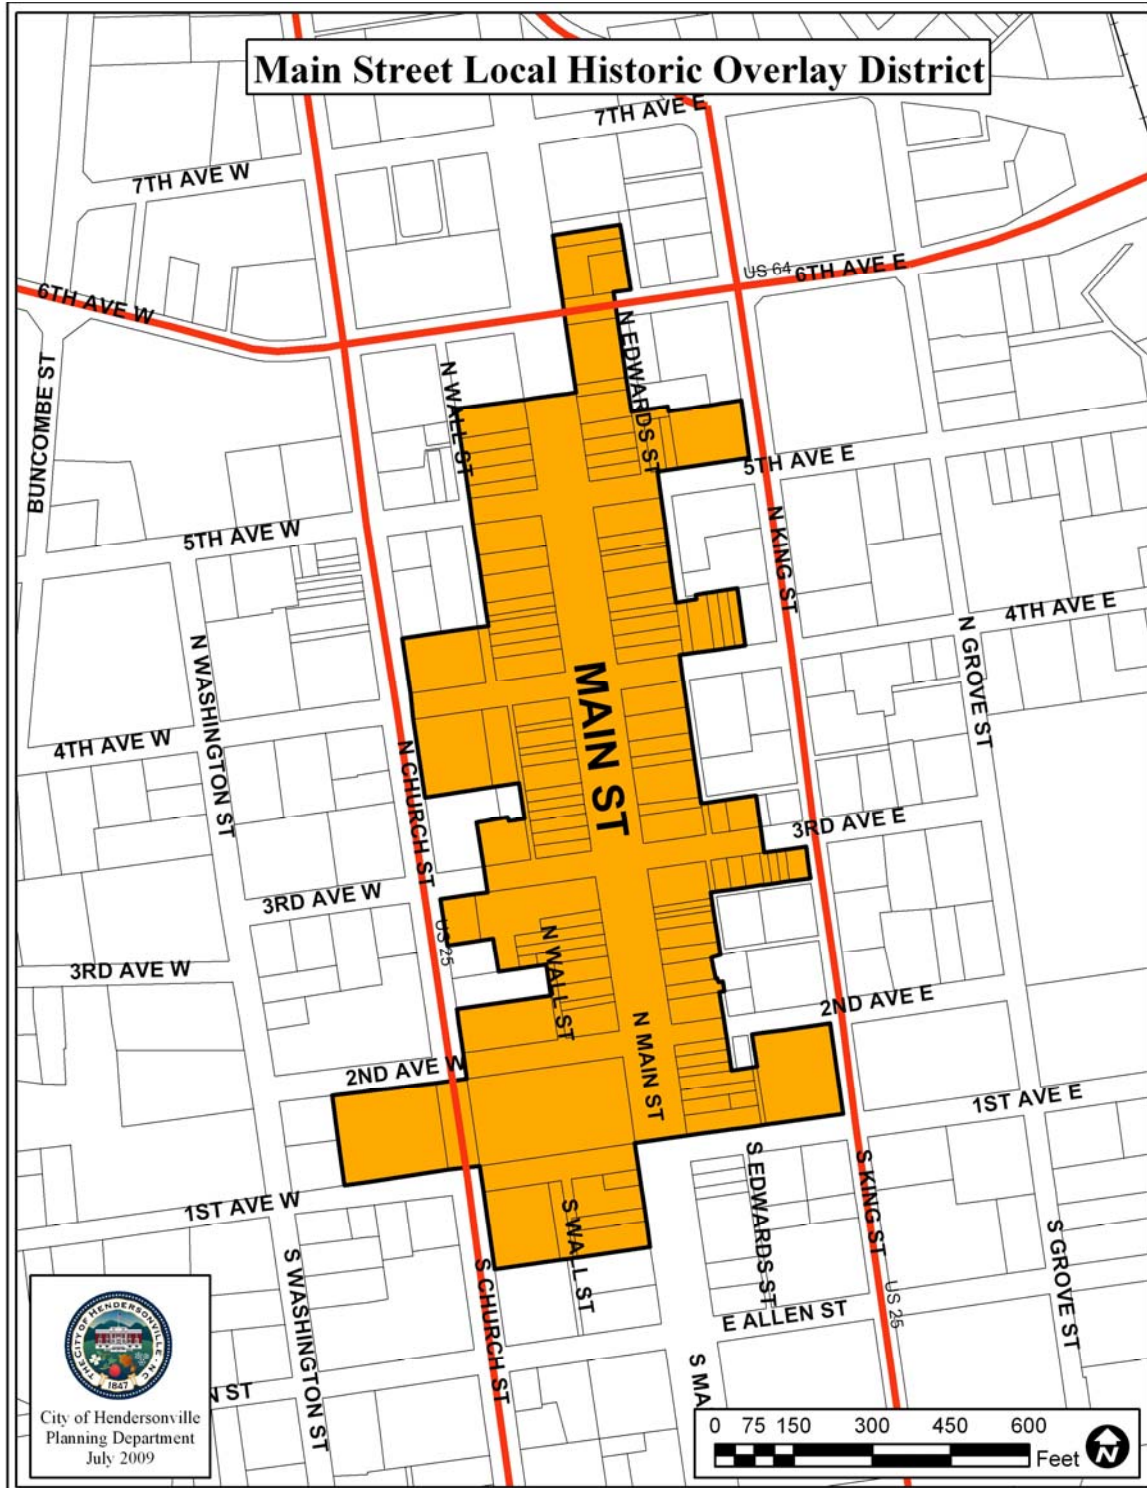 Main Street Local Historic Overlay District
7TH AVE E
7TH AVE W
US 64
6TH AVE E
6TH AVE W
N EDWARDS ST
N WALL ST
BUNCOMBE ST
5TH AVE E
5TH AVE W
N KING ST
4TH AVE E
N GROVE ST
N WASHINGTON ST
MAIN ST
4TH AVE W
N CHURCH ST
3RD AVE E
3RD AVE W
US 25
3RD AVE W
N WALL ST
2ND AVE E
N MAIN ST
2ND AVE W
1ST AVE E
S EDWARDS ST
S KING ST
1ST AVE W
S WALL ST
S GROVE ST
S WASHINGTON ST
S CHURCH ST
US 25
E ALLEN ST
S MA
N ST
THE CITY OF HENDERSONVILLE · NC
1847
City of Hendersonville
Planning Department
July 2009
0 75 150 300 450 600
Feet
N